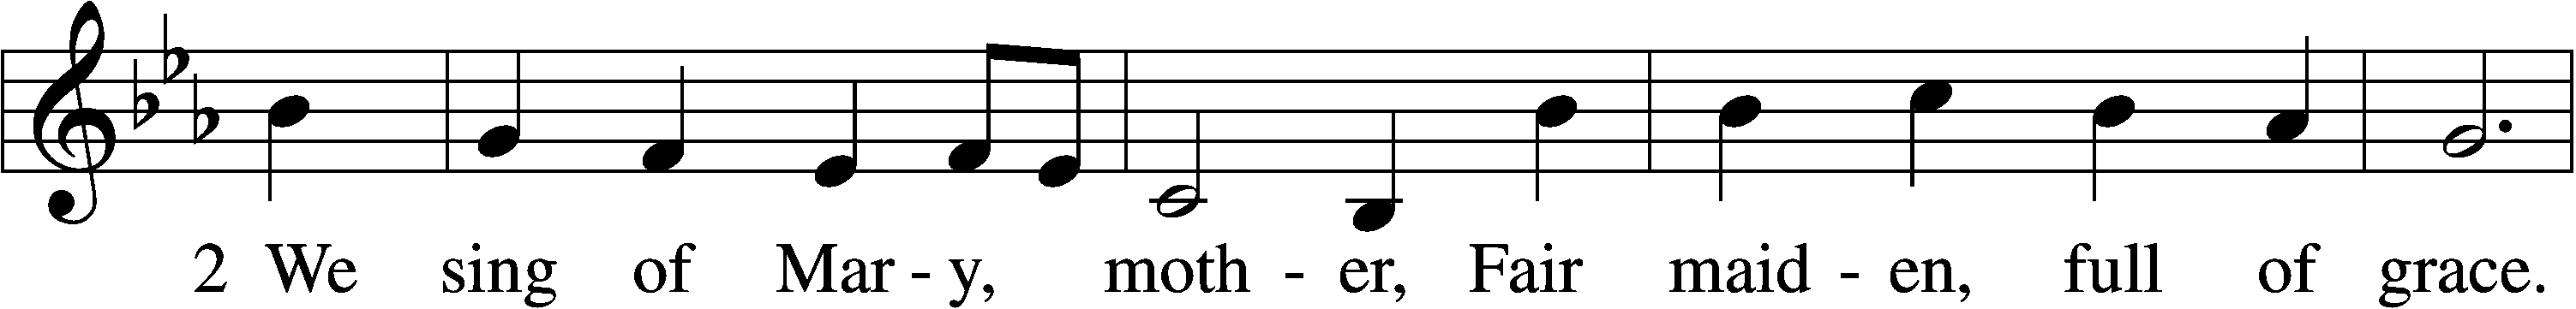 2 We sing of Mar - y, moth - er, Fair maid - en, full of grace.